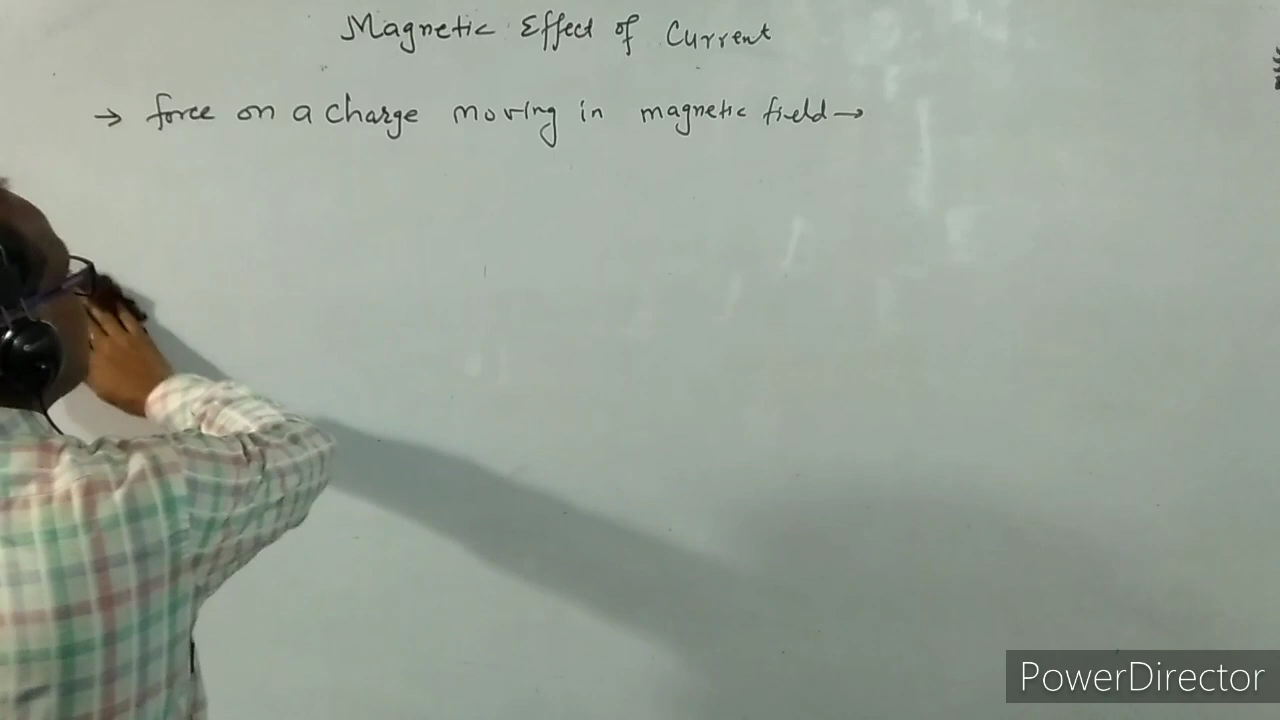 Magnetic Effect of Current
→ force on a charge moving in magnetic field →
PowerDirector